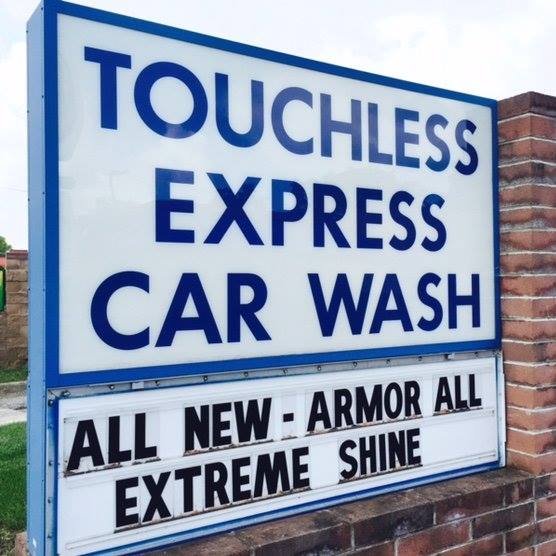 TOUCHLESS
EXPRESS
CAR WASH
ALL NEW - ARMOR ALL
EXTREME SHINE